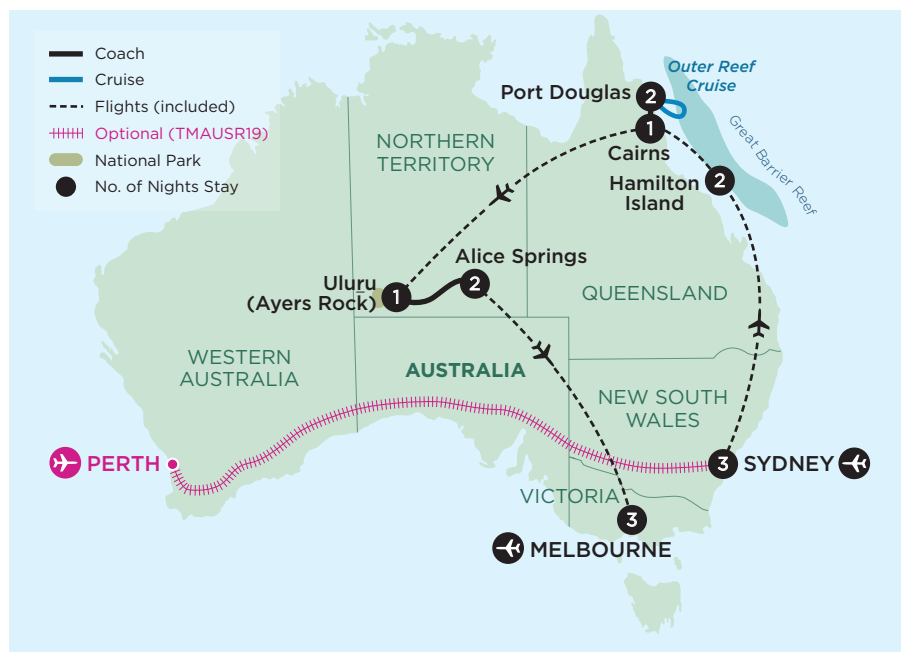 Coach
Cruise
Flights (included)
Optional (TMAUSR19)
National Park
No. of Nights Stay
Outer Reef
Cruise
Port Douglas
2
1
Cairns
Great Barrier Reef
NORTHERN
TERRITORY
Hamilton
Island
2
Alice Springs
2
Uluru
(Ayers Rock)
1
QUEENSLAND
WESTERN
AUSTRALIA
AUSTRALIA
NEW SOUTH
WALES
PERTH
3
SYDNEY
VICTORIA
3
MELBOURNE